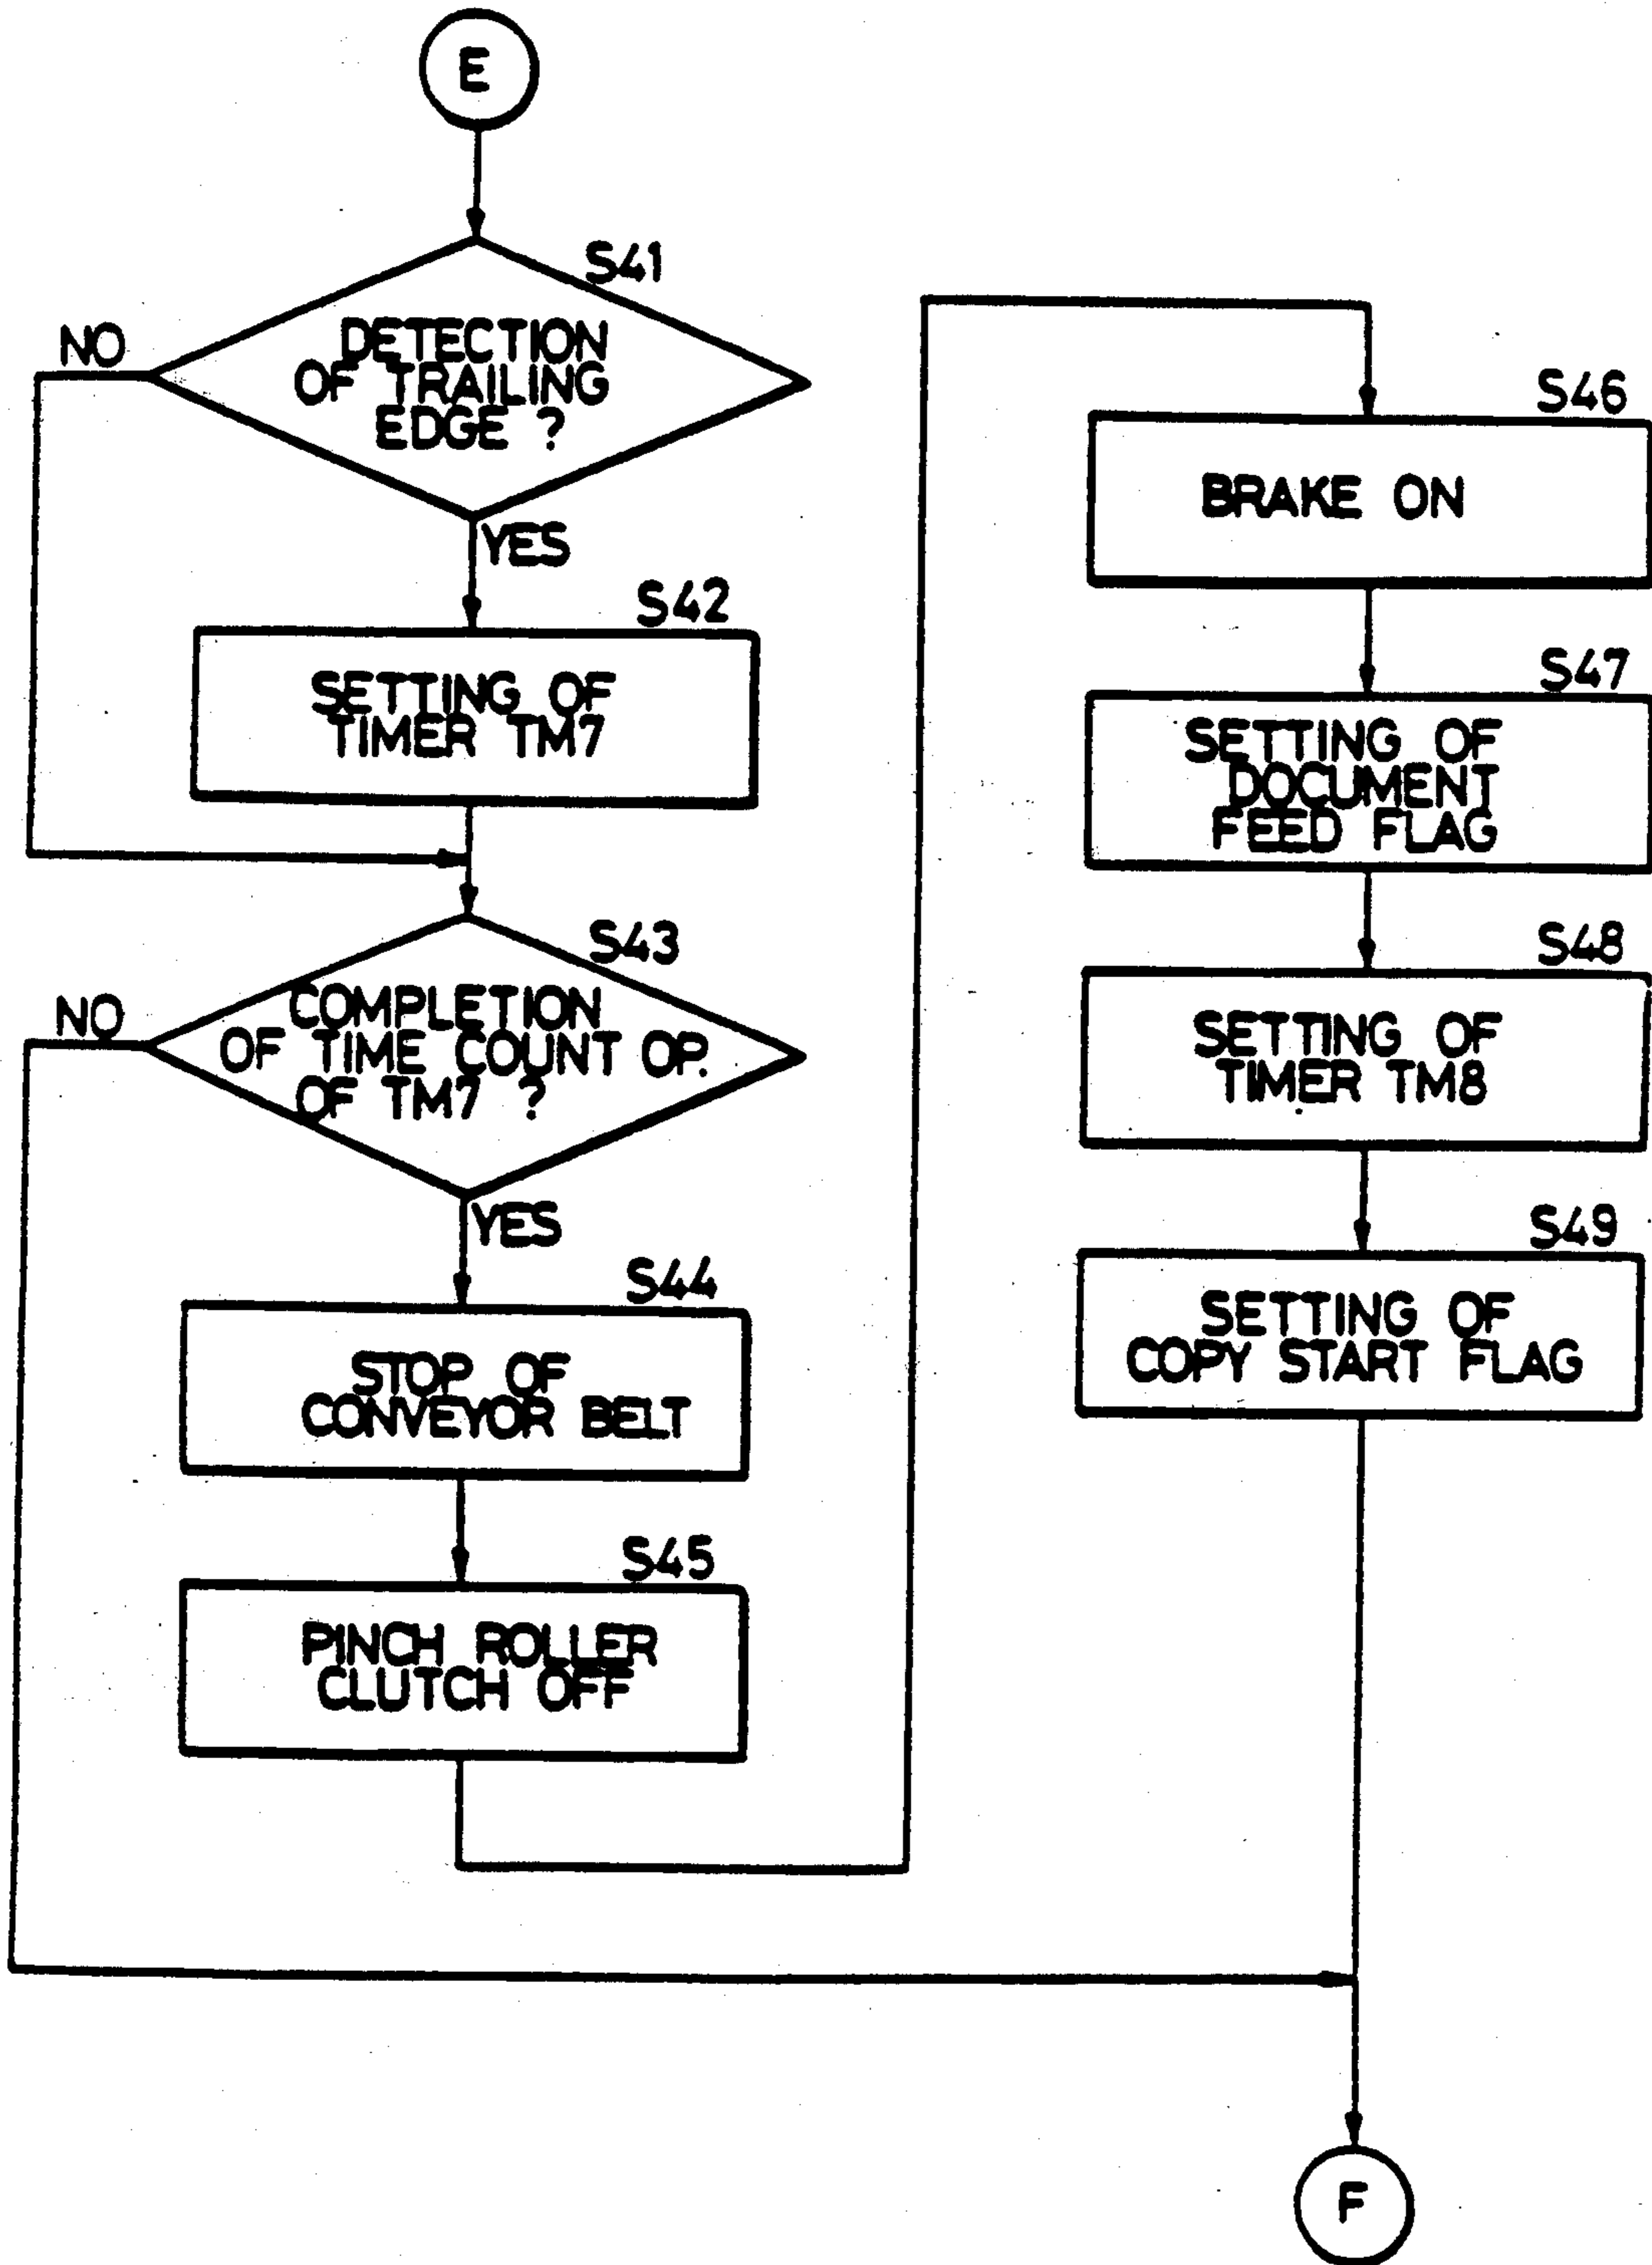 E
S41
DETECTION
OF TRAILING
EDGE ?
NO
YES
S42
SETTING OF
TIMER TM7
S43
COMPLETION
OF TIME COUNT OP.
OF TM7 ?
NO
YES
S44
STOP OF
CONVEYOR BELT
S45
PINCH ROLLER
CLUTCH OFF
S46
BRAKE ON
S47
SETTING OF
DOCUMENT
FEED FLAG
S48
SETTING OF
TIMER TM8
S49
SETTING OF
COPY START FLAG
F